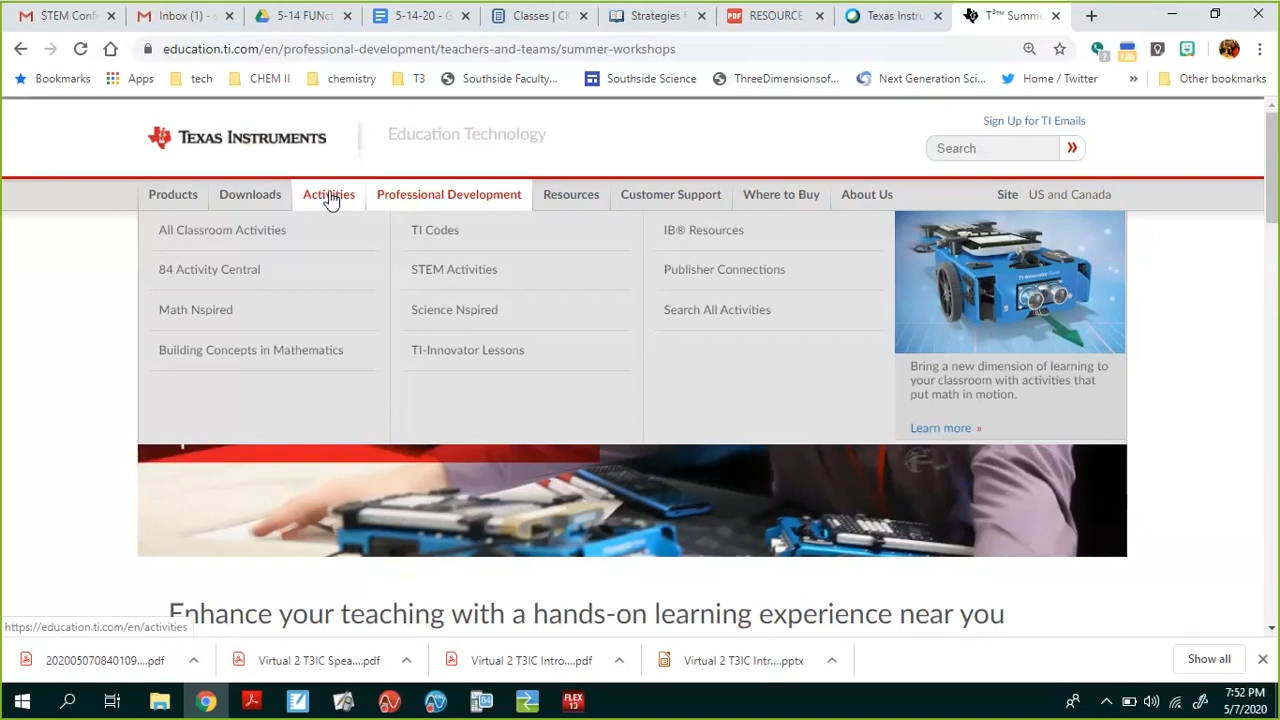 STEM Conf
Inbox (1) - s
5-14 FUNct
5-14-20 - G
Classes | CK
Strategies F
RESOURCE
Texas Instru
T³™ Summe
education.ti.com/en/professional-development/teachers-and-teams/summer-workshops
Bookmarks
Apps
tech
CHEM II
chemistry
T3
Southside Faculty...
Southside Science
ThreeDimensionsof...
Next Generation Sci...
Home / Twitter
»
Other bookmarks
TEXAS INSTRUMENTS
Education Technology
Sign Up for TI Emails
Search
Products
Downloads
Activities
Professional Development
Resources
Customer Support
Where to Buy
About Us
Site US and Canada
All Classroom Activities
84 Activity Central
Math Nspired
Building Concepts in Mathematics
TI Codes
STEM Activities
Science Nspired
TI-Innovator Lessons
IB® Resources
Publisher Connections
Search All Activities
Bring a new dimension of learning to
your classroom with activities that
put math in motion.
Learn more »
Enhance your teaching with a hands-on learning experience near you
https://education.ti.com/en/activities
202005070840109....pdf
Virtual 2 T3IC Spea....pdf
Virtual 2 T3IC Intro....pdf
Virtual 2 T3IC Intr....pptx
Show all
FLEX
13
7:52 PM
5/7/2020